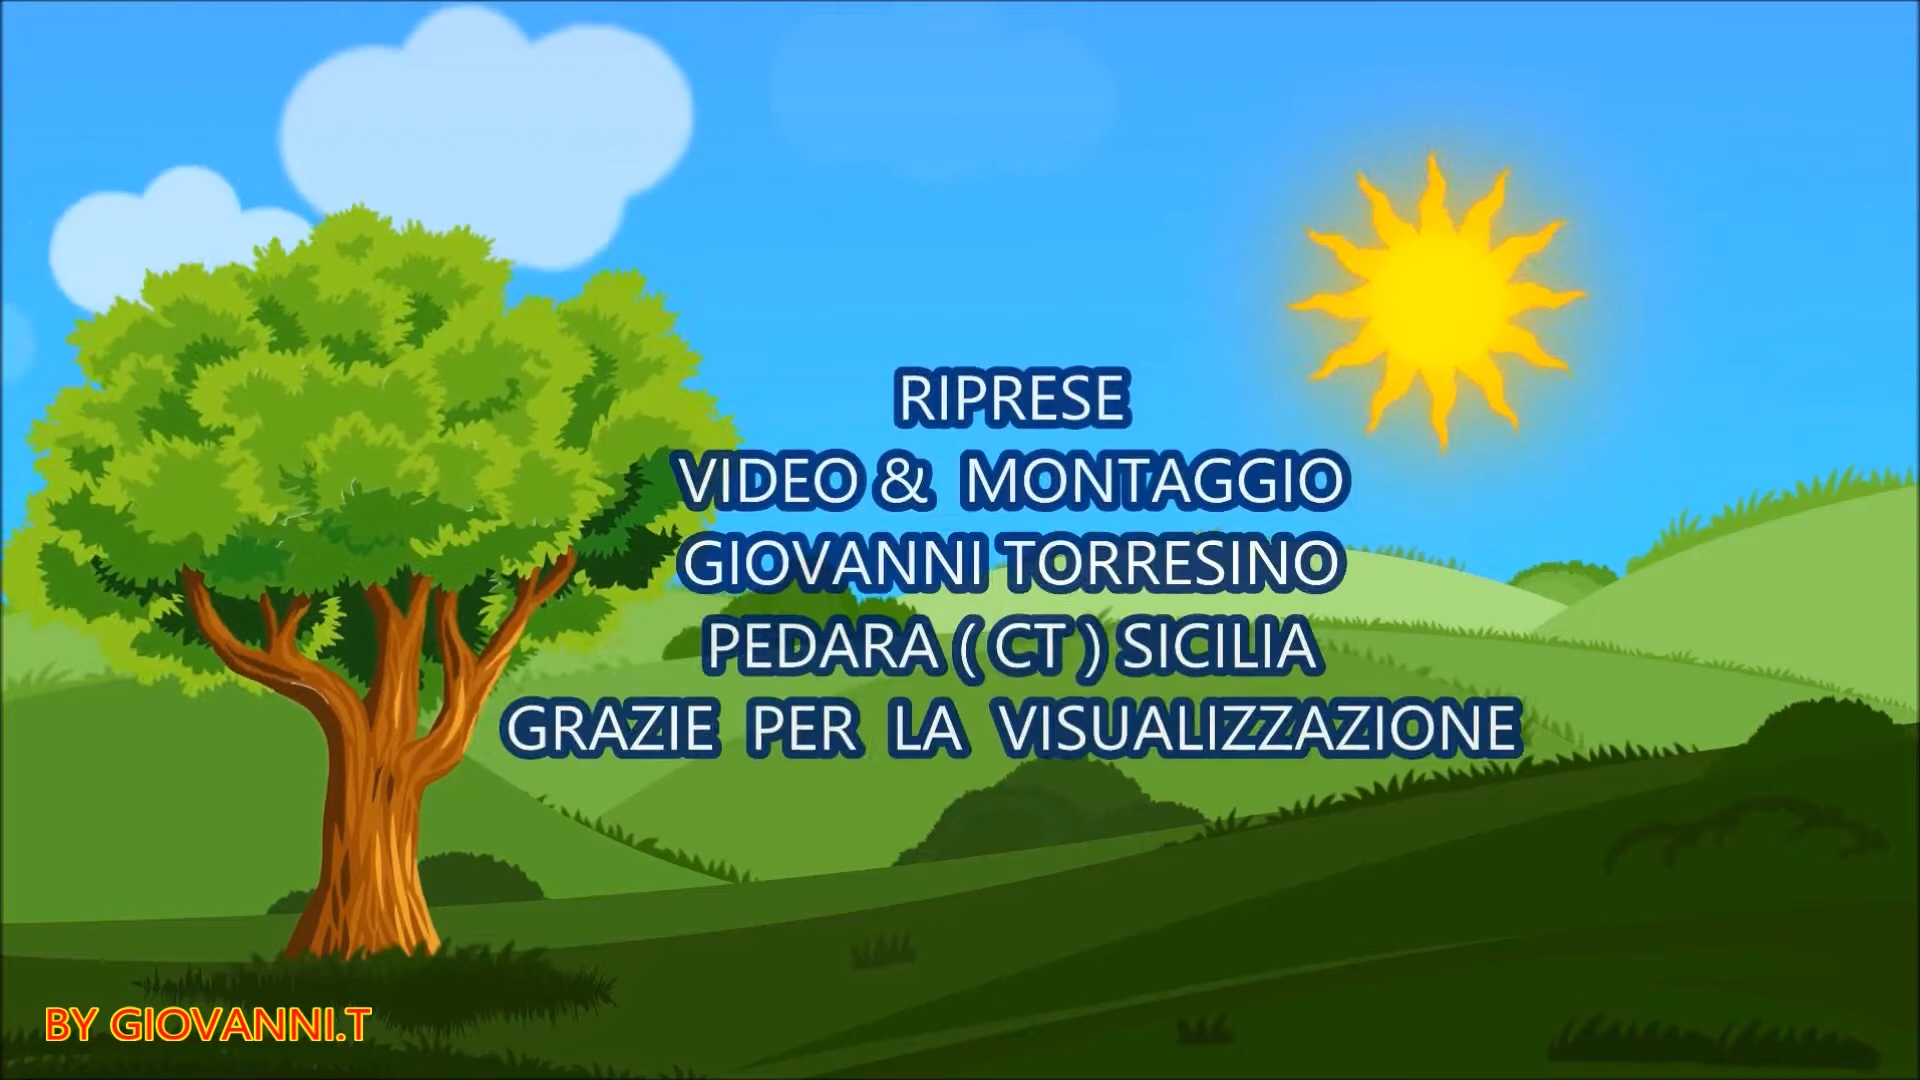 RIPRESE
VIDEO & MONTAGGIO
GIOVANNI TORRESINO
PEDARA ( CT ) SICILIA
GRAZIE PER LA VISUALIZZAZIONE
BY GIOVANNI.T